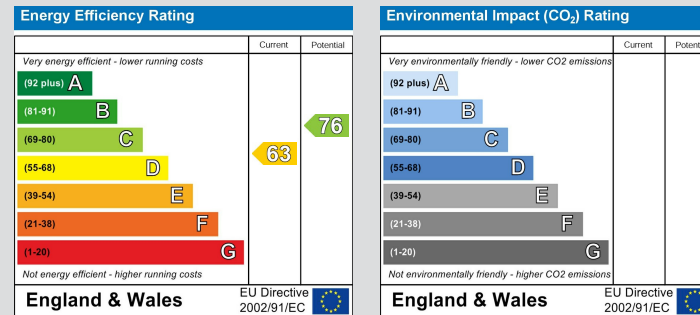 Energy Efficiency Rating
Current Potential
Very energy efficient - lower running costs
(92 plus) A
(81-91) B
(69-80) C
(55-68) D
(39-54) E
(21-38) F
(1-20) G
63
76
Not energy efficient - higher running costs
England & Wales
EU Directive
2002/91/EC
Environmental Impact (CO₂) Rating
Current Potent
Very environmentally friendly - lower CO2 emissions
(92 plus) A
(81-91) B
(69-80) C
(55-68) D
(39-54) E
(21-38) F
(1-20) G
Not environmentally friendly - higher CO2 emissions
England & Wales
EU Directive
2002/91/EC